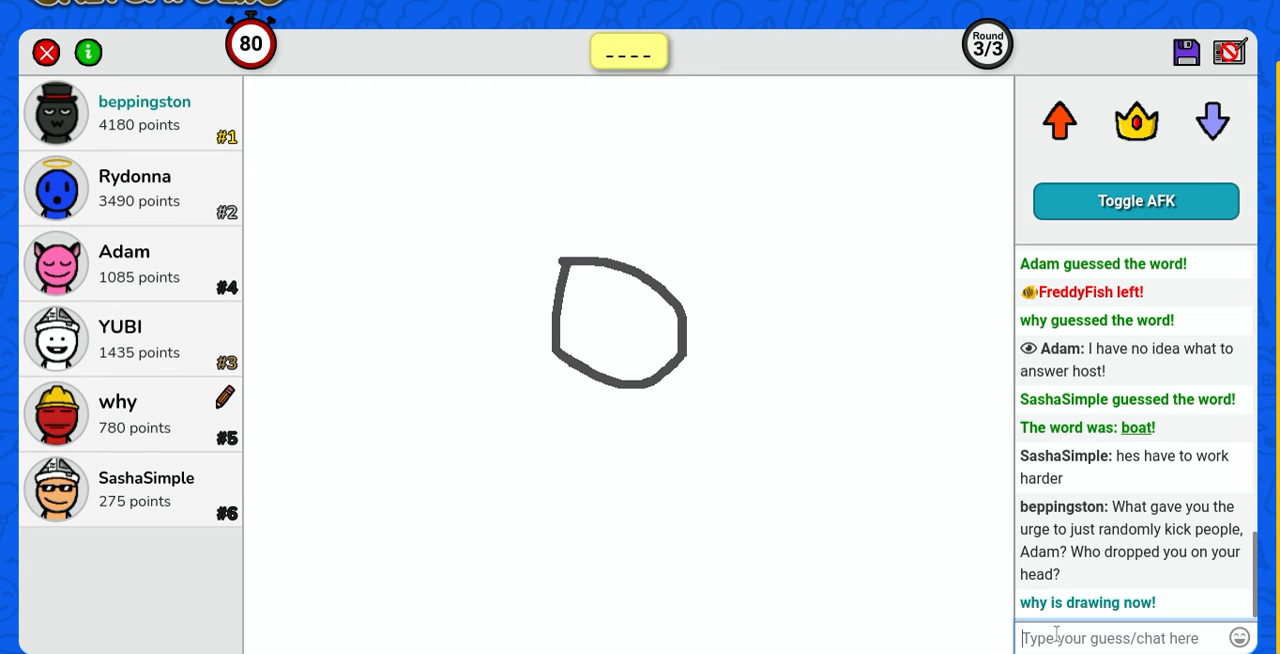 80
_ _ _ _
Round
3/3
beppingston
4180 points
#1
Rydonna
3490 points
#2
Adam
1085 points
#4
YUBI
1435 points
#3
why
780 points
#5
SashaSimple
275 points
#6
Toggle AFK
Adam guessed the word!
FreddyFish left!
why guessed the word!
Adam: I have no idea what to
answer host!
SashaSimple guessed the word!
The word was: boat!
SashaSimple: hes have to work
harder
beppingston: What gave you the
urge to just randomly kick people,
Adam? Who dropped you on your
head?
why is drawing now!
Type your guess/chat here